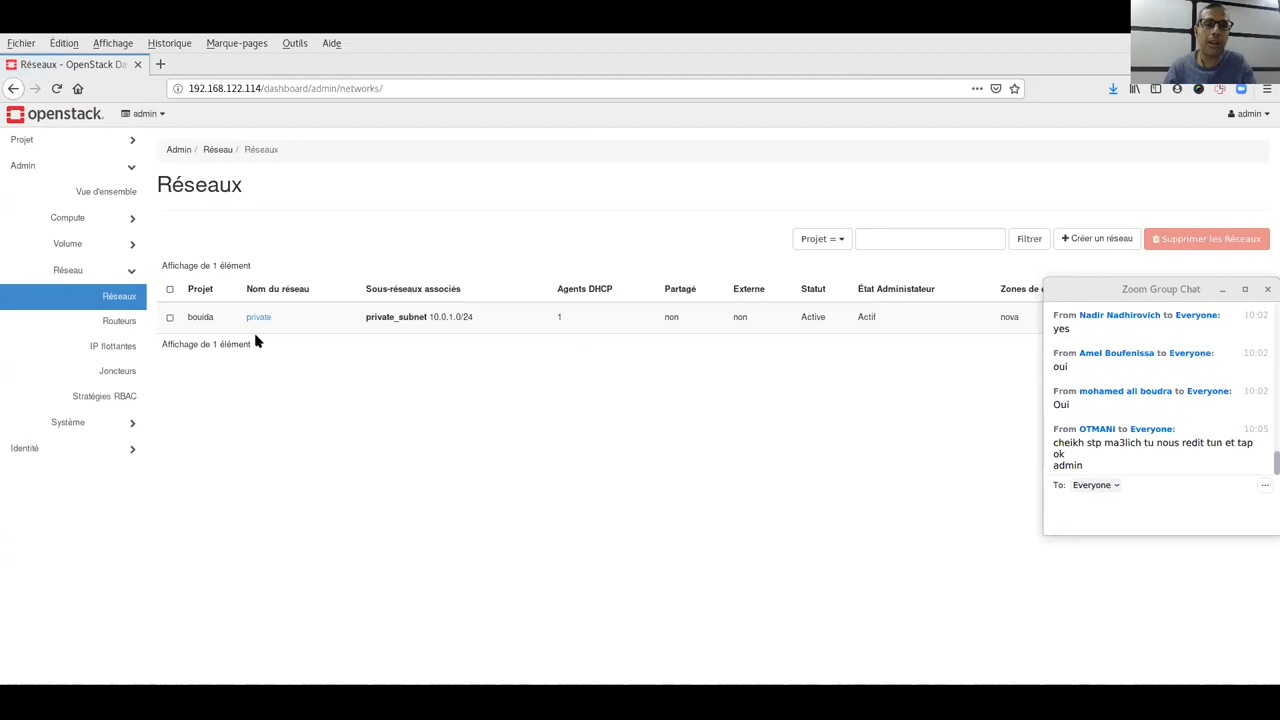 Fichier Édition Affichage Historique Marque-pages Outils Aide
Réseaux - OpenStack Da
192.168.122.114/dashboard/admin/networks/
openstack. admin admin
Projet
Admin
Vue d'ensemble
Compute
Volume
Réseau
Réseaux
Routeurs
IP flottantes
Joncteurs
Stratégies RBAC
Système
Identité
Admin / Réseau / Réseaux
Réseaux
Projet = Filtrer + Créer un réseau Supprimer les Réseaux
Affichage de 1 élément
Projet Nom du réseau Sous-réseaux associés Agents DHCP Partagé Externe Statut État Administrateur Zones de
bouida private private_subnet 10.0.1.0/24 1 non non Active Actif nova
Affichage de 1 élément
Zoom Group Chat
From Nadir Nadhirovich to Everyone: 10:02
yes
From Amel Boufenissa to Everyone: 10:02
oui
From mohamed ali boudra to Everyone: 10:02
Oui
From OTMANI to Everyone: 10:05
cheikh stp ma3lich tu nous redit tun et tap
ok
admin
To: Everyone